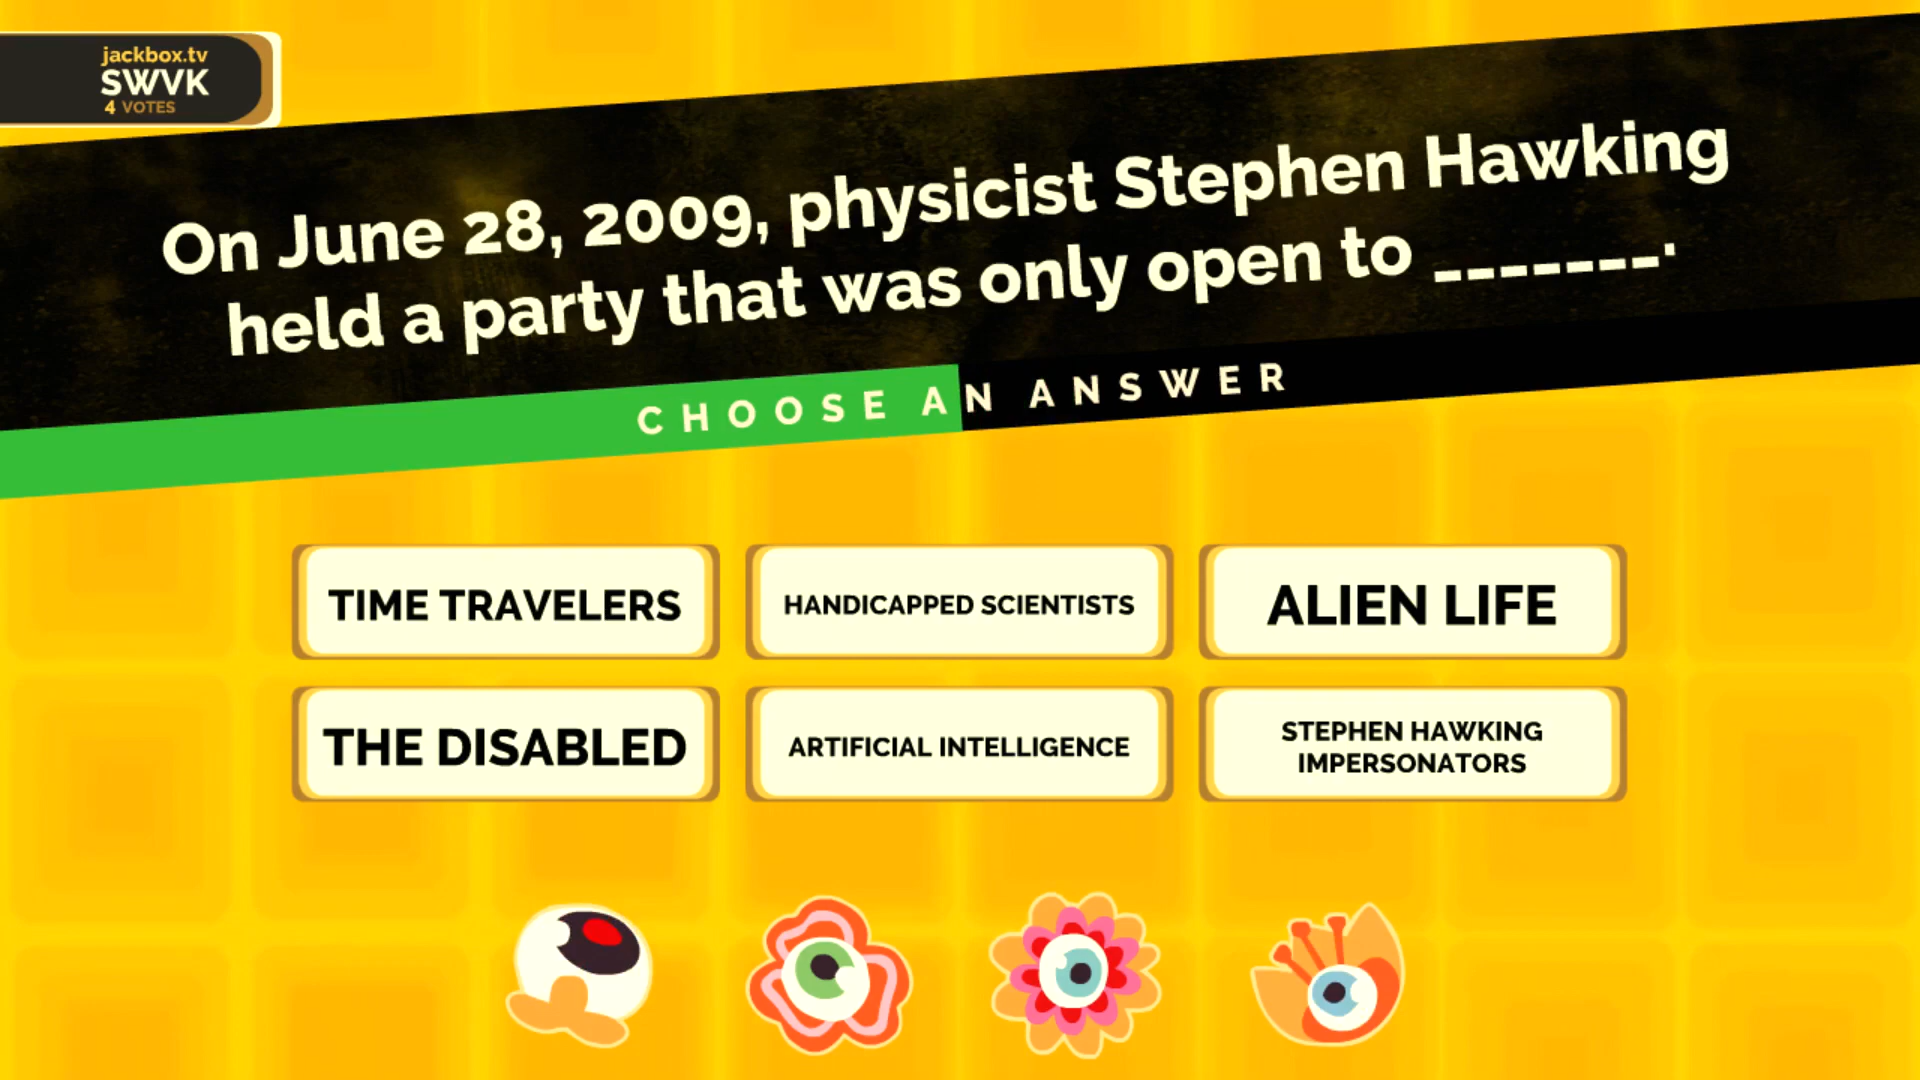 jackbox.tv
SWVK
4 VOTES
On June 28, 2009, physicist Stephen Hawking
held a party that was only open to _______.
CHOOSE AN ANSWER
TIME TRAVELERS
HANDICAPPED SCIENTISTS
ALIEN LIFE
THE DISABLED
ARTIFICIAL INTELLIGENCE
STEPHEN HAWKING
IMPERSONATORS